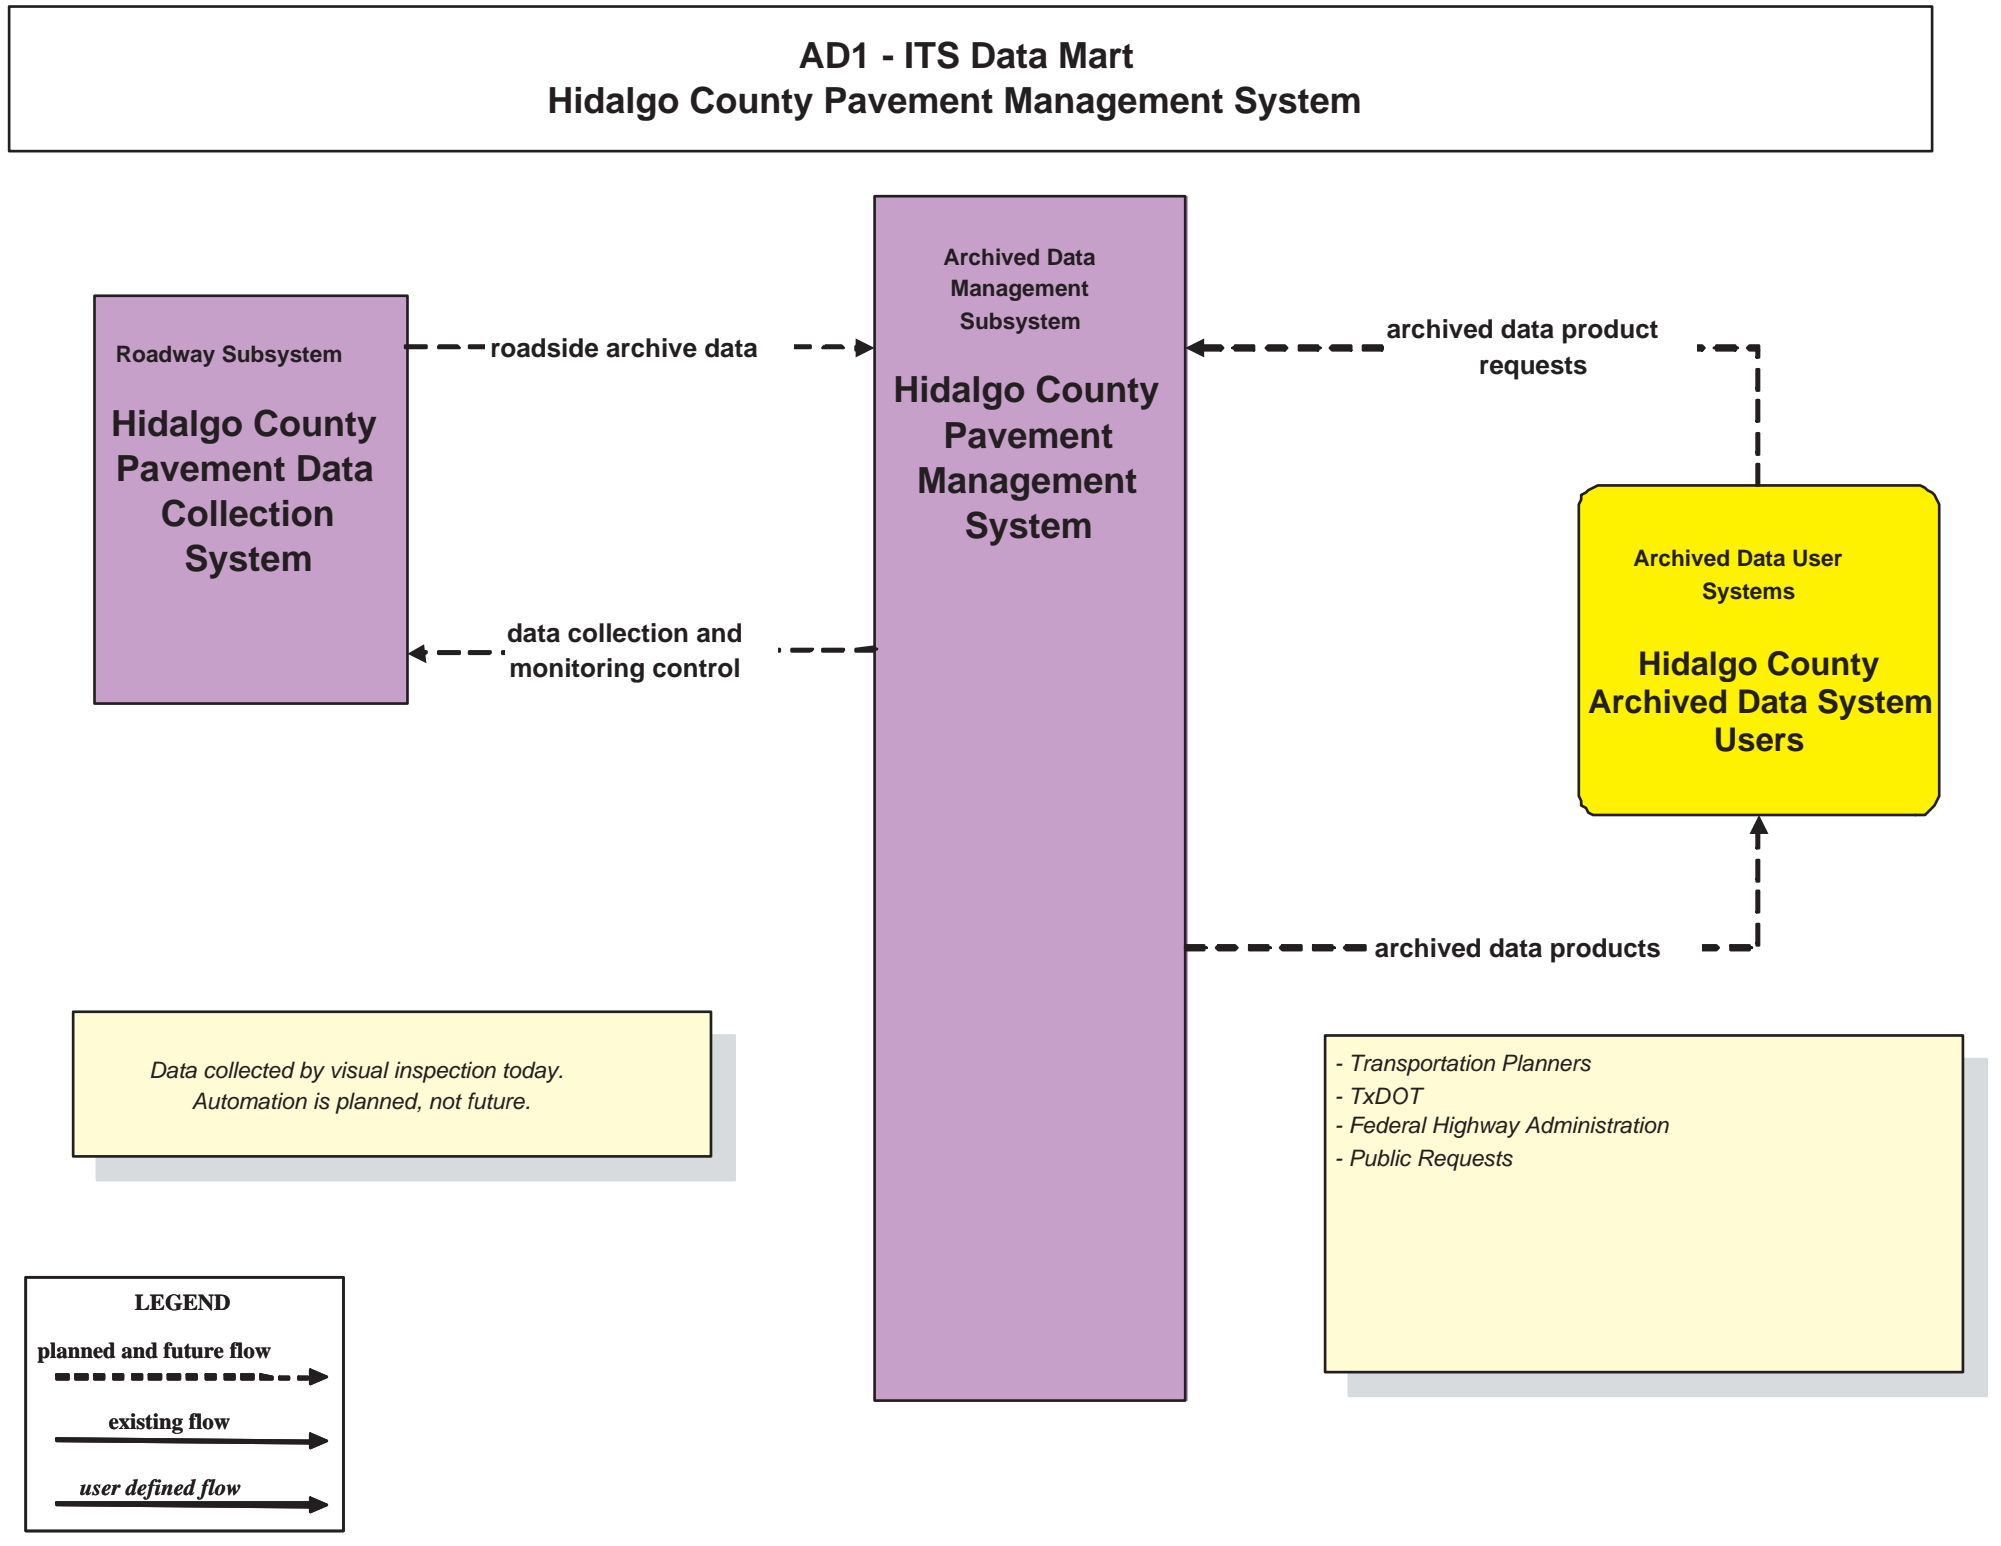 AD1 - ITS Data Mart
Hidalgo County Pavement Management System
Roadway Subsystem
Hidalgo County
Pavement Data
Collection
System
roadside archive data
data collection and
monitoring control
Archived Data
Management
Subsystem
Hidalgo County
Pavement
Management
System
archived data product
requests
Archived Data User
Systems
Hidalgo County
Archived Data System
Users
archived data products
Data collected by visual inspection today.
Automation is planned, not future.
- Transportation Planners
- TxDOT
- Federal Highway Administration
- Public Requests
LEGEND
planned and future flow
existing flow
user defined flow